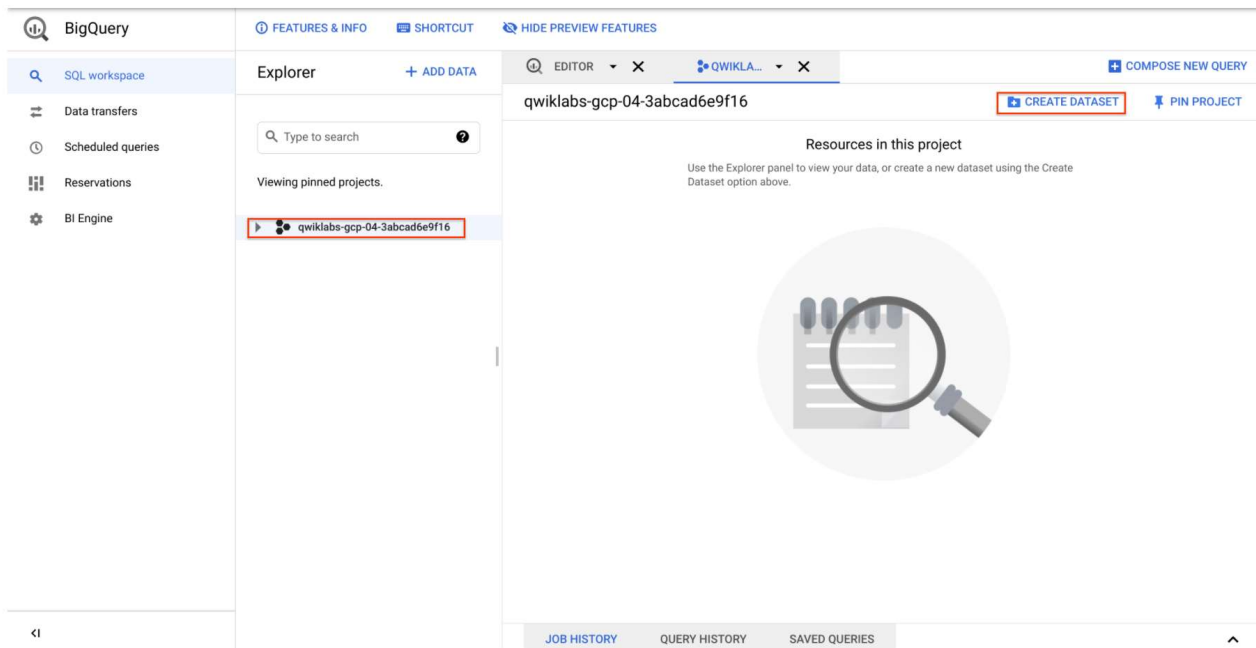 BigQuery
FEATURES & INFO
SHORTCUT
HIDE PREVIEW FEATURES
SQL workspace
Data transfers
Scheduled queries
Reservations
BI Engine
Explorer
+ ADD DATA
Type to search
Viewing pinned projects.
qwiklabs-gcp-04-3abcad6e9f16
EDITOR
QWIKLA...
COMPOSE NEW QUERY
qwiklabs-gcp-04-3abcad6e9f16
CREATE DATASET
PIN PROJECT
Resources in this project
Use the Explorer panel to view your data, or create a new dataset using the Create
Dataset option above.
JOB HISTORY
QUERY HISTORY
SAVED QUERIES